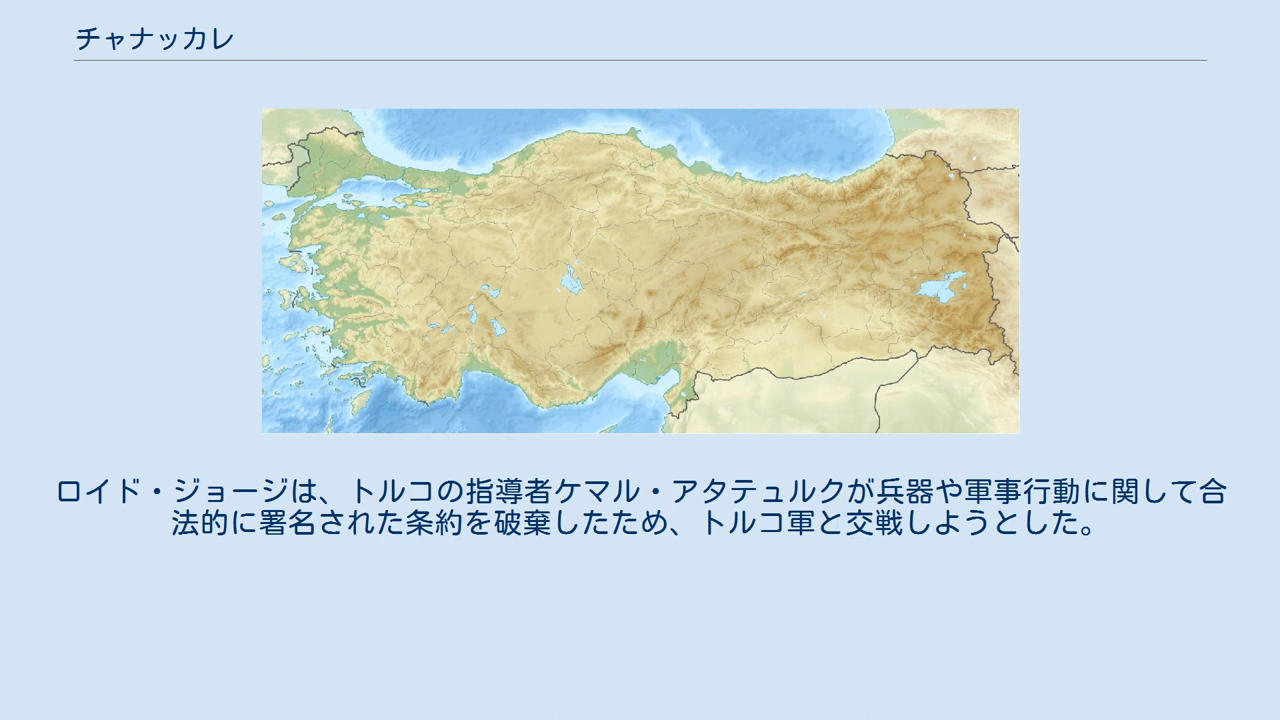 チャナッカレ
ロイド・ジョージは、トルコの指導者ケマル・アタテュルクが兵器や軍事行動に関して合
法的に署名された条約を破棄したため、トルコ軍と交戦しようとした。